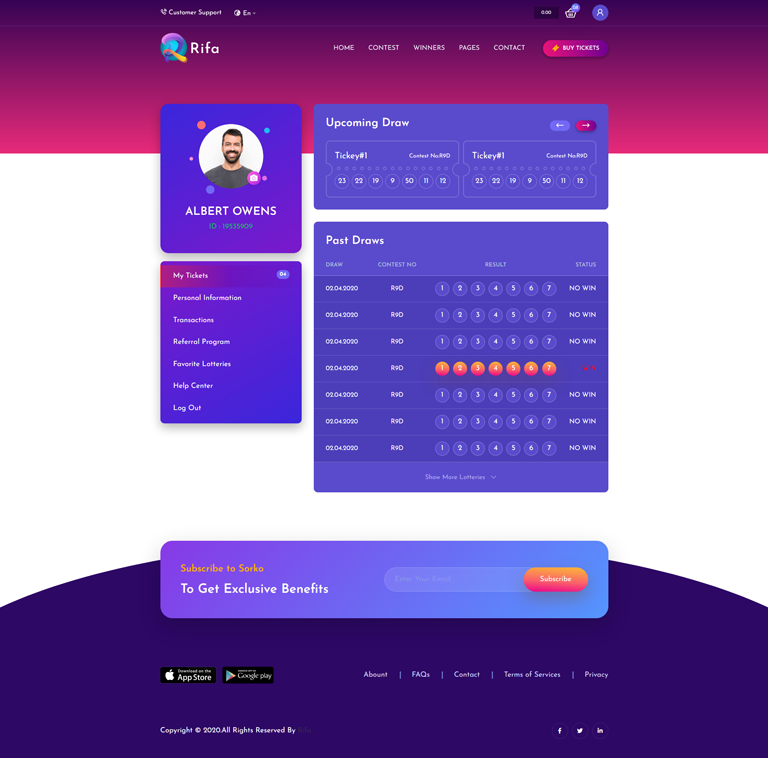 Customer Support
En
0.00
Rifa
HOME CONTEST WINNERS PAGES CONTACT BUY TICKETS
ALBERT OWENS
ID : 19535909
My Tickets 04
Personal Information
Transactions
Referral Program
Favorite Lotteries
Help Center
Log Out
Upcoming Draw
Tickey#1 Contest No:R9D
23 22 19 9 50 11 12
Tickey#1 Contest No:R9D
23 22 19 9 50 11 12
Past Draws
DRAW CONTEST NO RESULT STATUS
02.04.2020 R9D 1 2 3 4 5 6 7 NO WIN
02.04.2020 R9D 1 2 3 4 5 6 7 NO WIN
02.04.2020 R9D 1 2 3 4 5 6 7 NO WIN
02.04.2020 R9D 1 2 3 4 5 6 7
02.04.2020 R9D 1 2 3 4 5 6 7 NO WIN
02.04.2020 R9D 1 2 3 4 5 6 7 NO WIN
02.04.2020 R9D 1 2 3 4 5 6 7 NO WIN
Show More Lotteries
Subscribe to Sorko
To Get Exclusive Benefits
Enter Your Email
Subscribe
Download on the
App Store
Google play
Abount | FAQs | Contact | Terms of Services | Privacy
Copyright © 2020.All Rights Reserved By Rifa